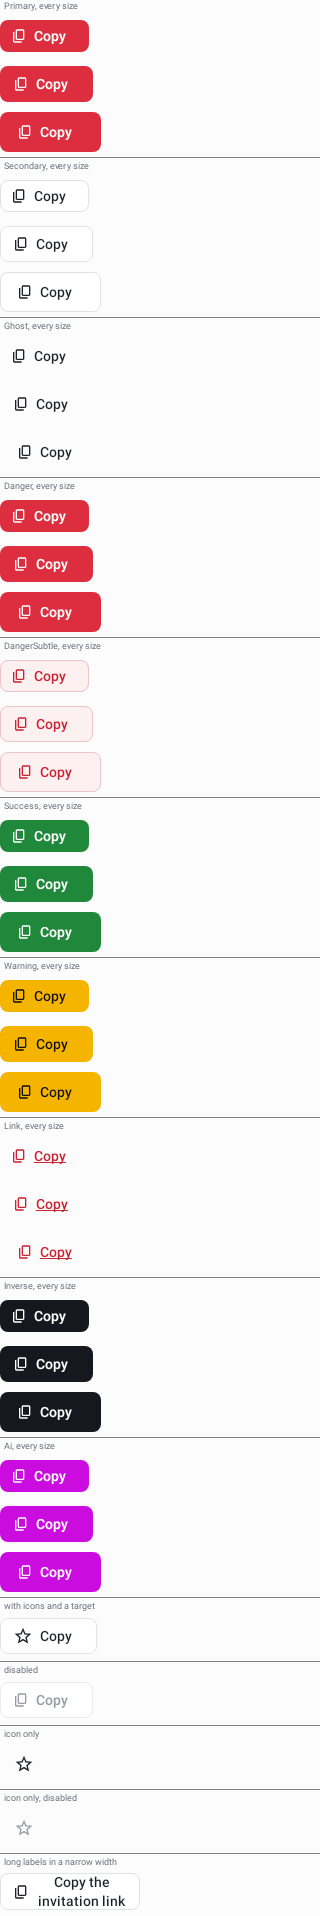 Primary, every size
Copy
Copy
Copy
Secondary, every size
Copy
Copy
Copy
Ghost, every size
Copy
Copy
Copy
Danger, every size
Copy
Copy
Copy
DangerSubtle, every size
Copy
Copy
Copy
Success, every size
Copy
Copy
Copy
Warning, every size
Copy
Copy
Copy
Link, every size
Copy
Copy
Copy
Inverse, every size
Copy
Copy
Copy
Ai, every size
Copy
Copy
Copy
with icons and a target
Copy
disabled
Copy
icon only
icon only, disabled
long labels in a narrow width
Copy the
invitation link